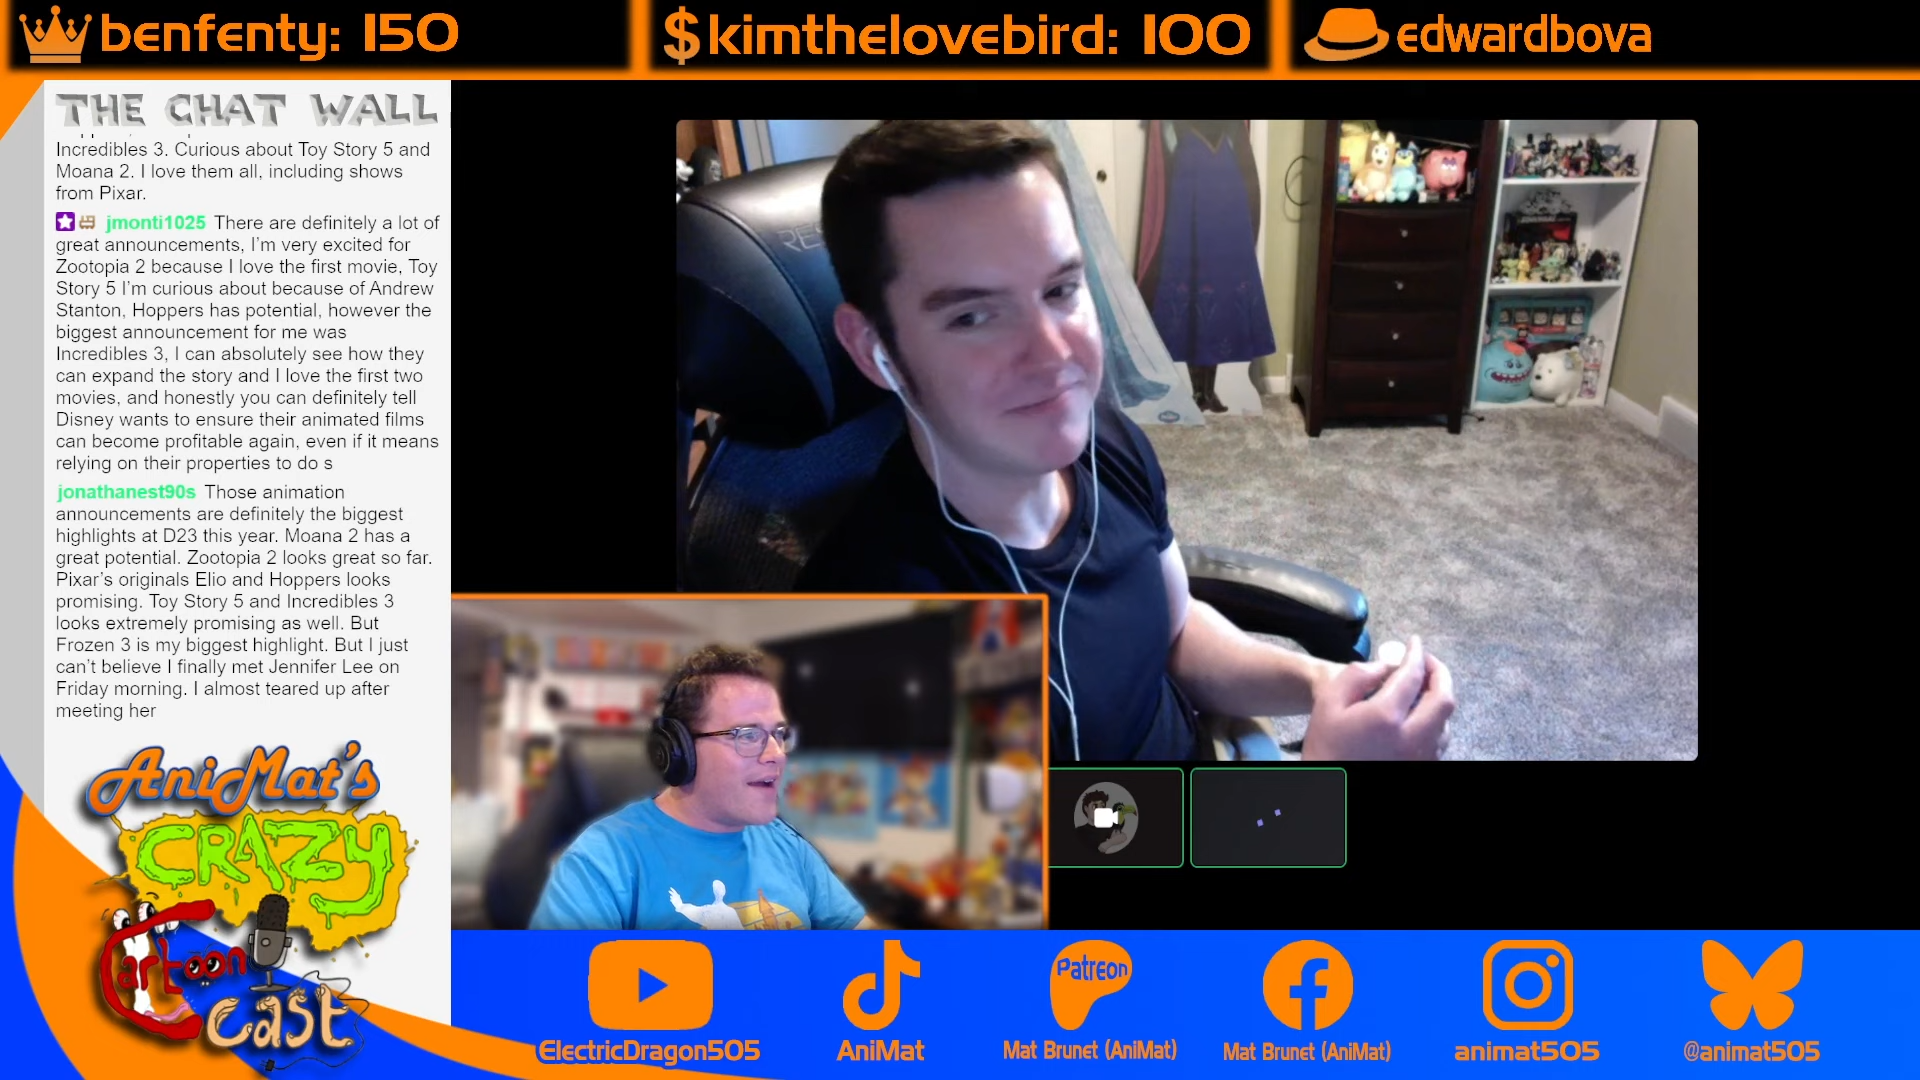 benfenty: 150
$kimthelovebird: 100
edwardbova
THE CHAT WALL
Incredibles 3. Curious about Toy Story 5 and
Moana 2. I love them all, including shows
from Pixar.
jmonti1025 There are definitely a lot of
great announcements, I'm very excited for
Zootopia 2 because I love the first movie, Toy
Story 5 I'm curious about because of Andrew
Stanton, Hoppers has potential, however the
biggest announcement for me was
Incredibles 3, I can absolutely see how they
can expand the story and I love the first two
movies, and honestly you can definitely tell
Disney wants to ensure their animated films
can become profitable again, even if it means
relying on their properties to do s
jonathanest90s Those animation
announcements are definitely the biggest
highlights at D23 this year. Moana 2 has a
great potential. Zootopia 2 looks great so far.
Pixar's originals Elio and Hoppers looks
promising. Toy Story 5 and Incredibles 3
looks extremely promising as well. But
Frozen 3 is my biggest highlight. But I just
can't believe I finally met Jennifer Lee on
Friday morning. I almost teared up after
meeting her
AniMat's
CRAZY
Cartoon
Cast
Patreon
ElectricDragon505
AniMat
Mat Brunet (AniMat)
Mat Brunet (AniMat)
animat505
@animat505